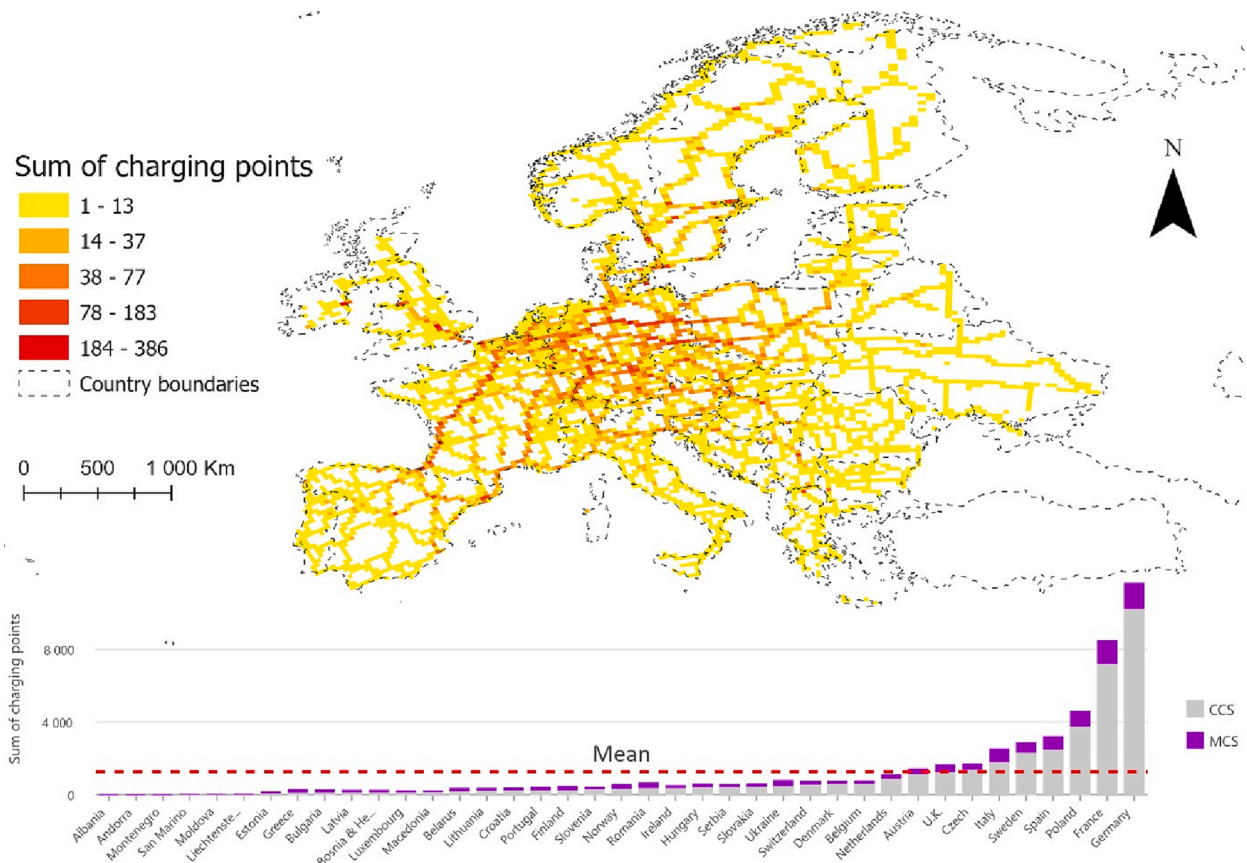 Sum of charging points
1 - 13
14 - 37
38 - 77
78 - 183
184 - 386
Country boundaries
0 500 1 000 Km
N
Sum of charging points
8 000
4 000
0
Mean
CCS
MCS
Albania
Andorra
Montenegro
San Marino
Moldova
Liechtenste...
Estonia
Greece
Bulgaria
Latvia
Bosnia & He...
Luxembourg
Macedonia
Belarus
Lithuania
Croatia
Portugal
Finland
Slovenia
Norway
Romania
Ireland
Hungary
Serbia
Slovakia
Ukraine
Switzerland
Denmark
Belgium
Netherlands
Austria
U.K.
Czech
Italy
Sweden
Spain
Poland
France
Germany